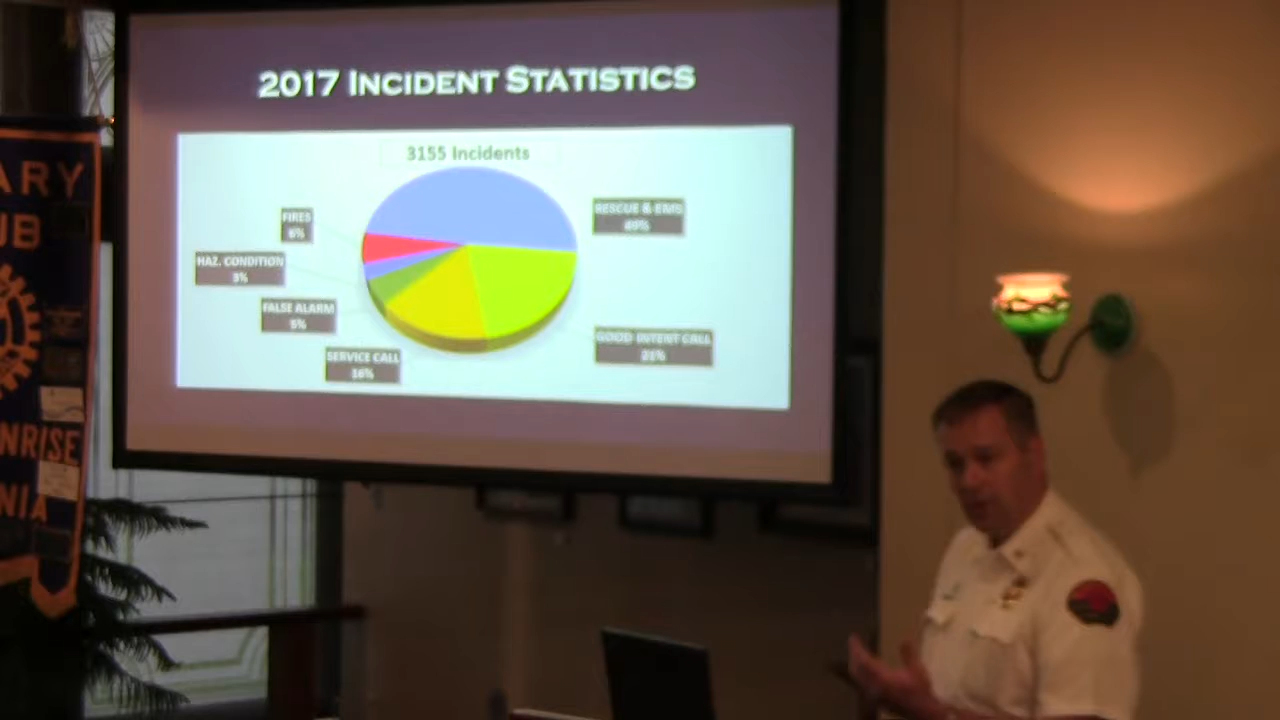 2017 INCIDENT STATISTICS
3155 Incidents
RESCUE & EMS
49%
FIRES
6%
HAZ. CONDITION
3%
FALSE ALARM
5%
SERVICE CALL
16%
GOOD INTENT CALL
21%
ARY
UB
NRISE
NIA